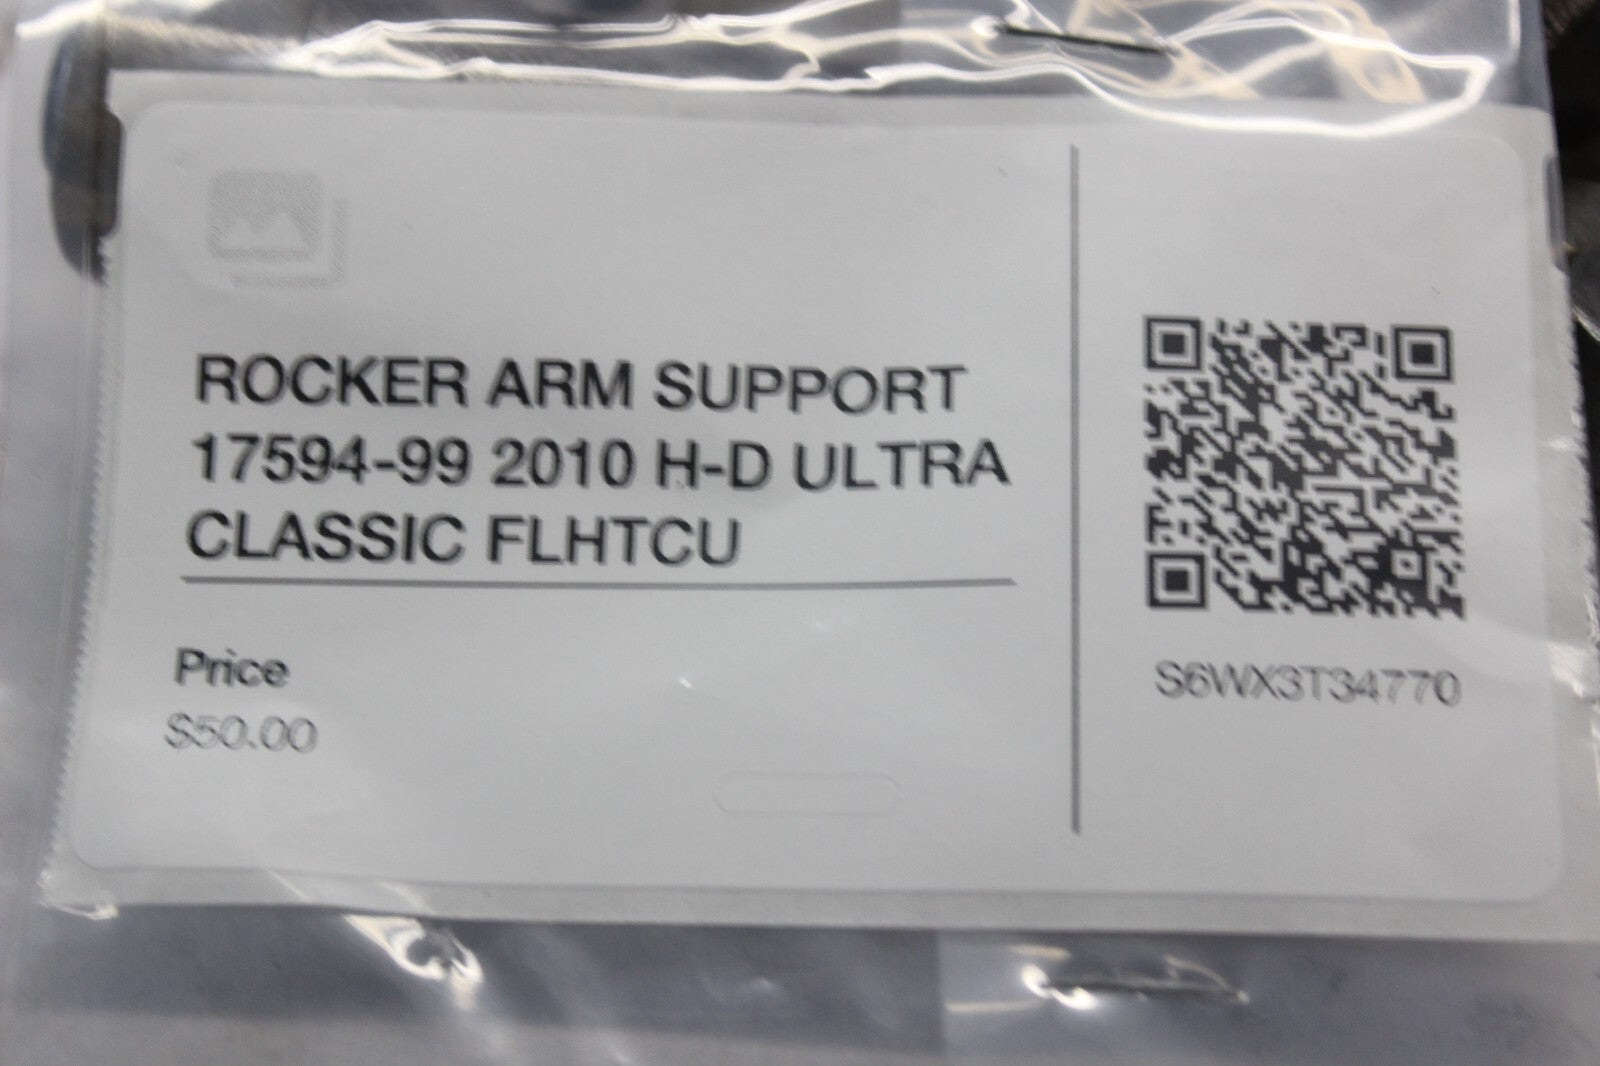 ROCKER ARM SUPPORT
17594-99 2010 H-D ULTRA
CLASSIC FLHTCU
Price
$50.00
S6WX3T34770